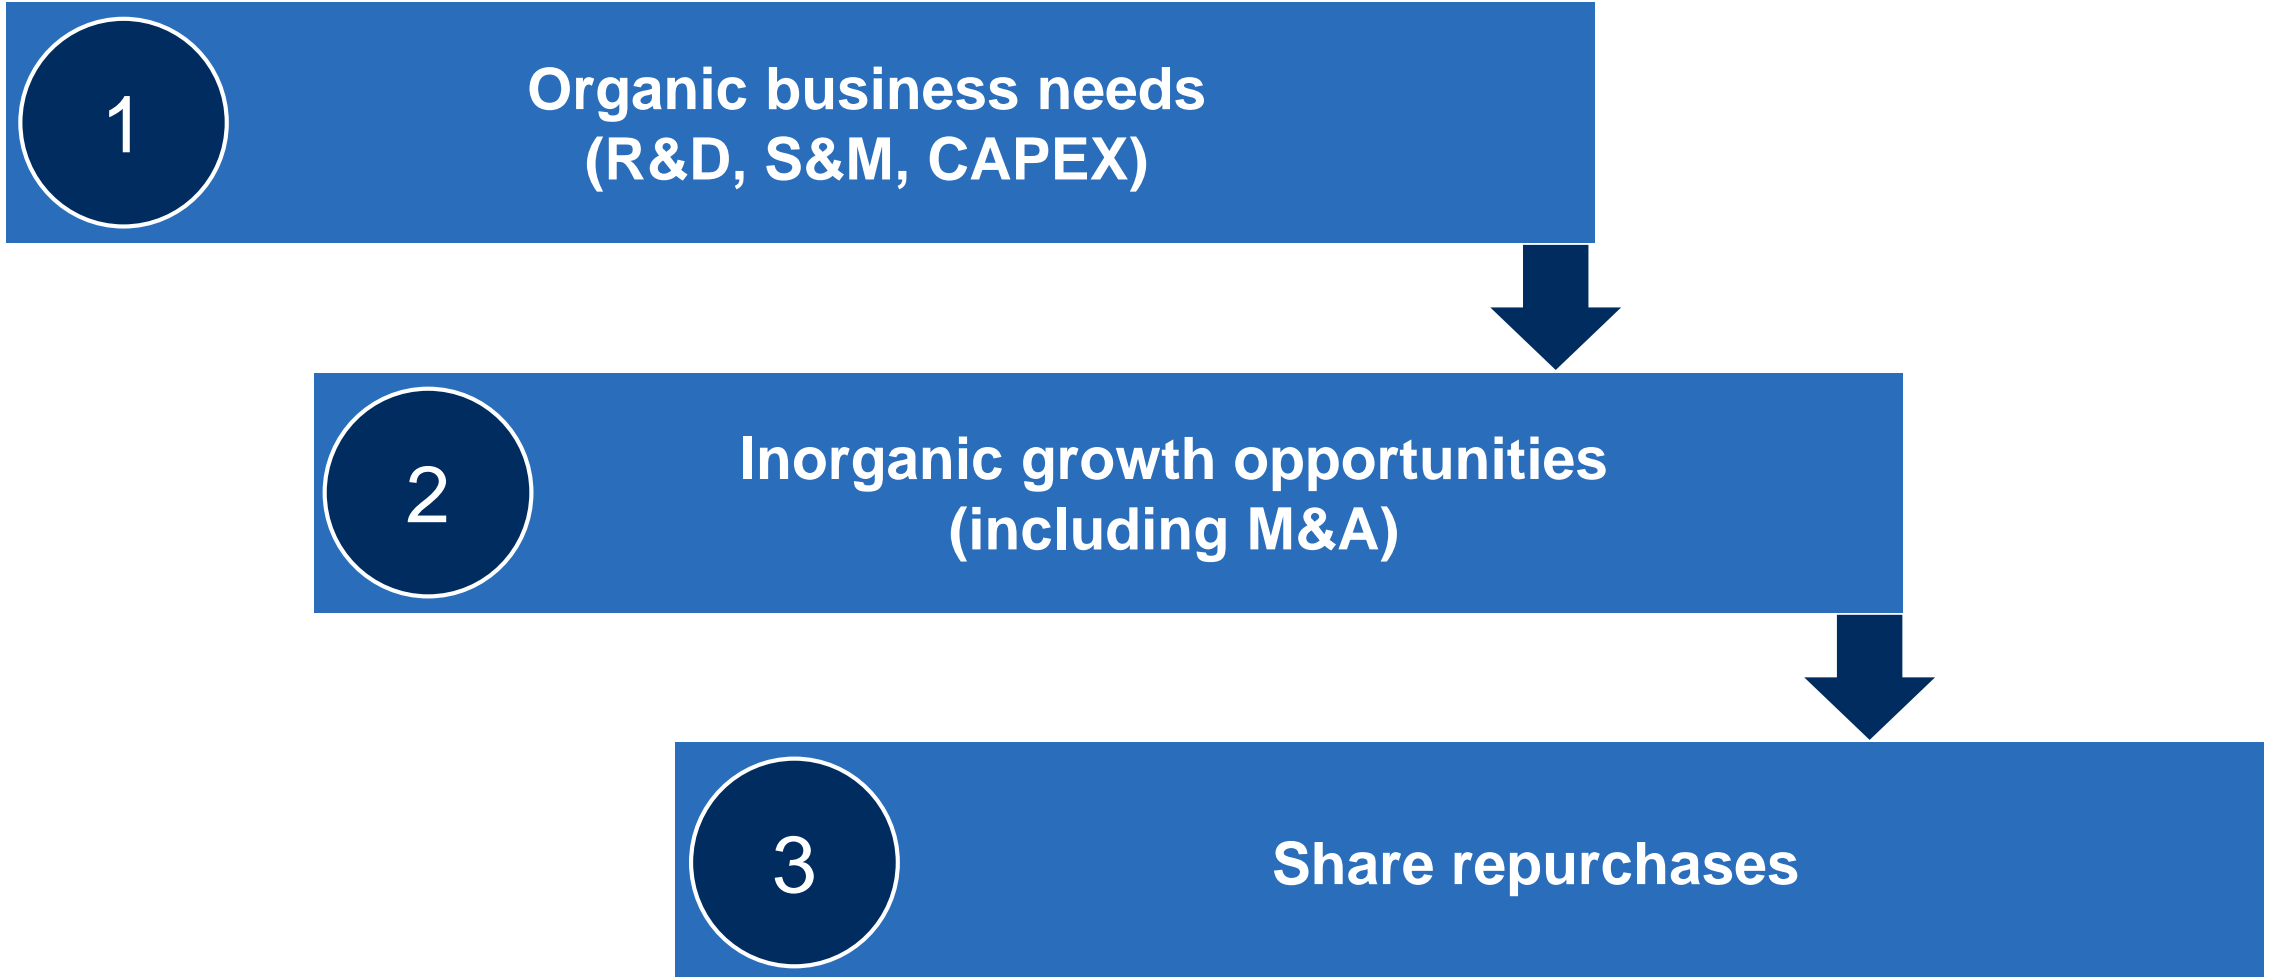 1
Organic business needs
(R&D, S&M, CAPEX)
2
Inorganic growth opportunities
(including M&A)
3
Share repurchases